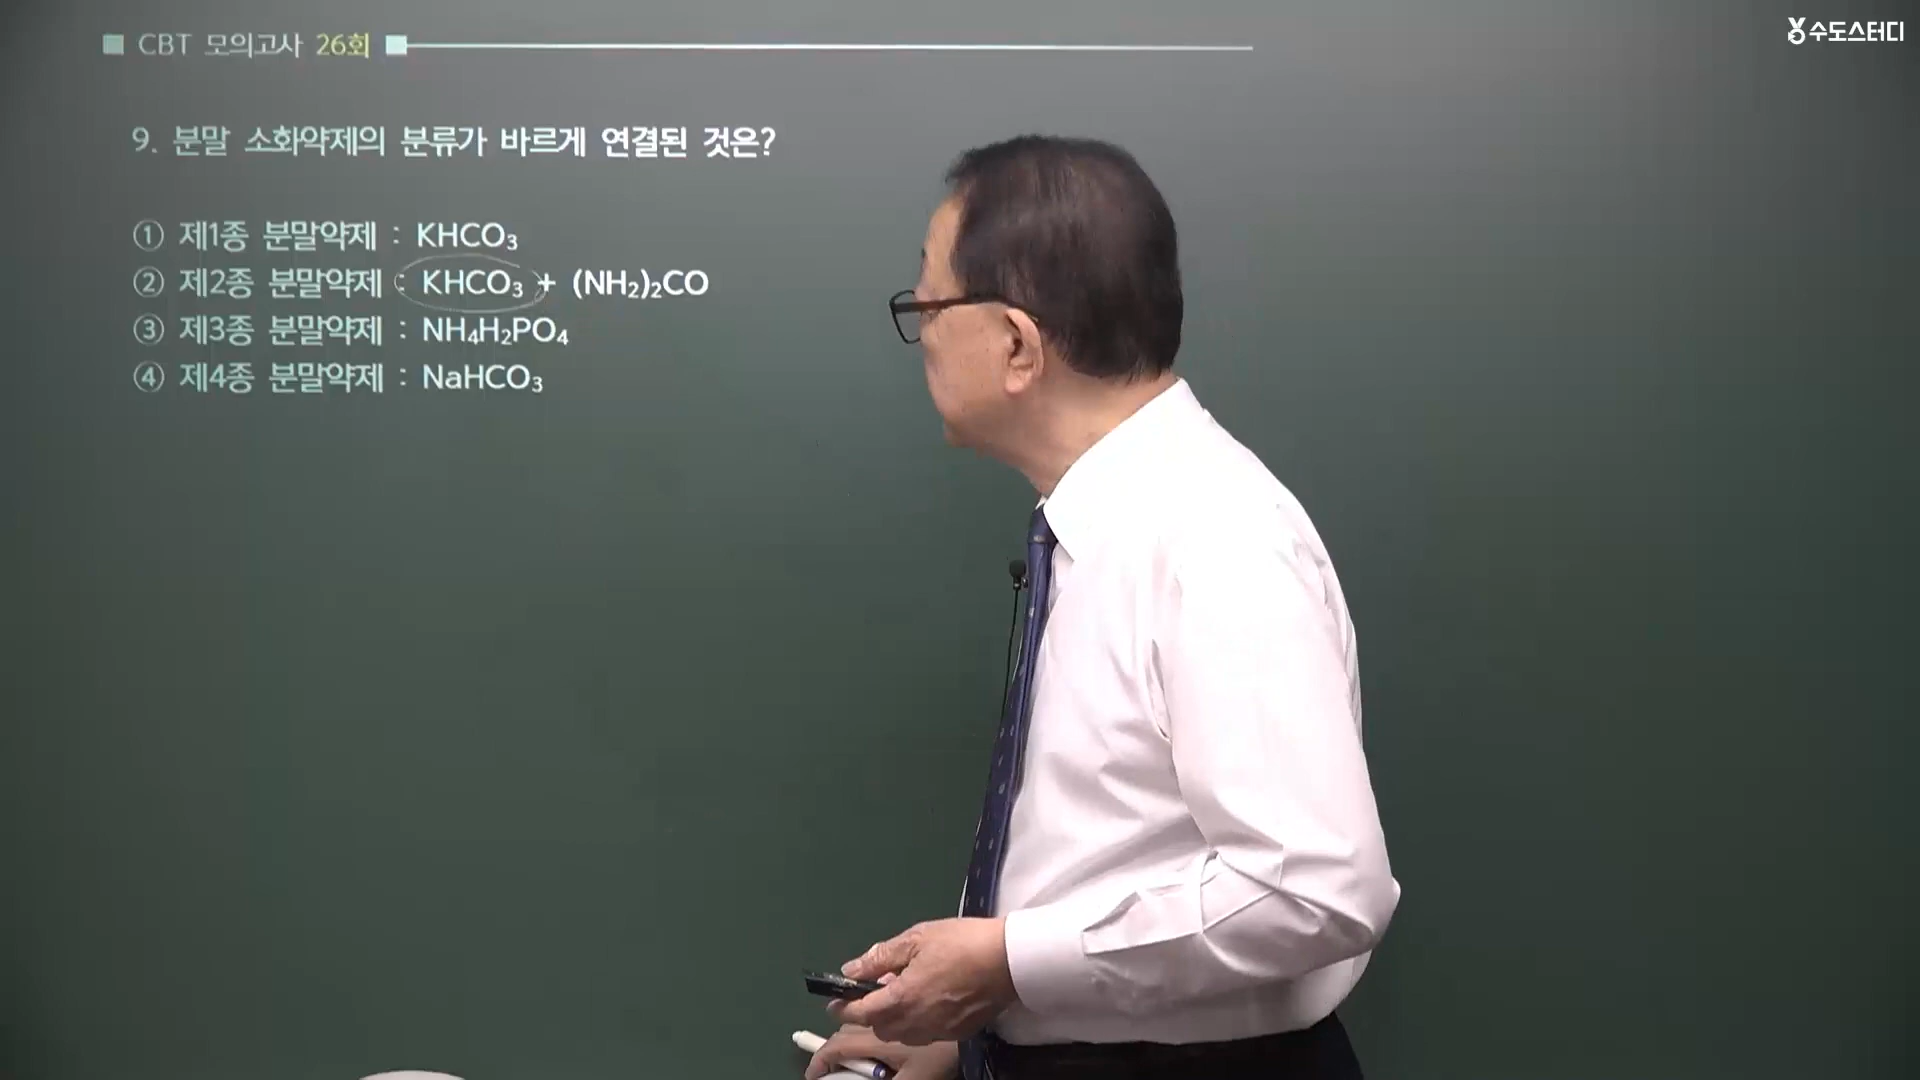 ■ CBT 모의고사 26회
수도스터디
9. 분말 소화약제의 분류가 바르게 연결된 것은?
① 제1종 분말약제 : KHCO₃
② 제2종 분말약제 : KHCO₃ + (NH₂)₂CO
③ 제3종 분말약제 : NH₄H₂PO₄
④ 제4종 분말약제 : NaHCO₃